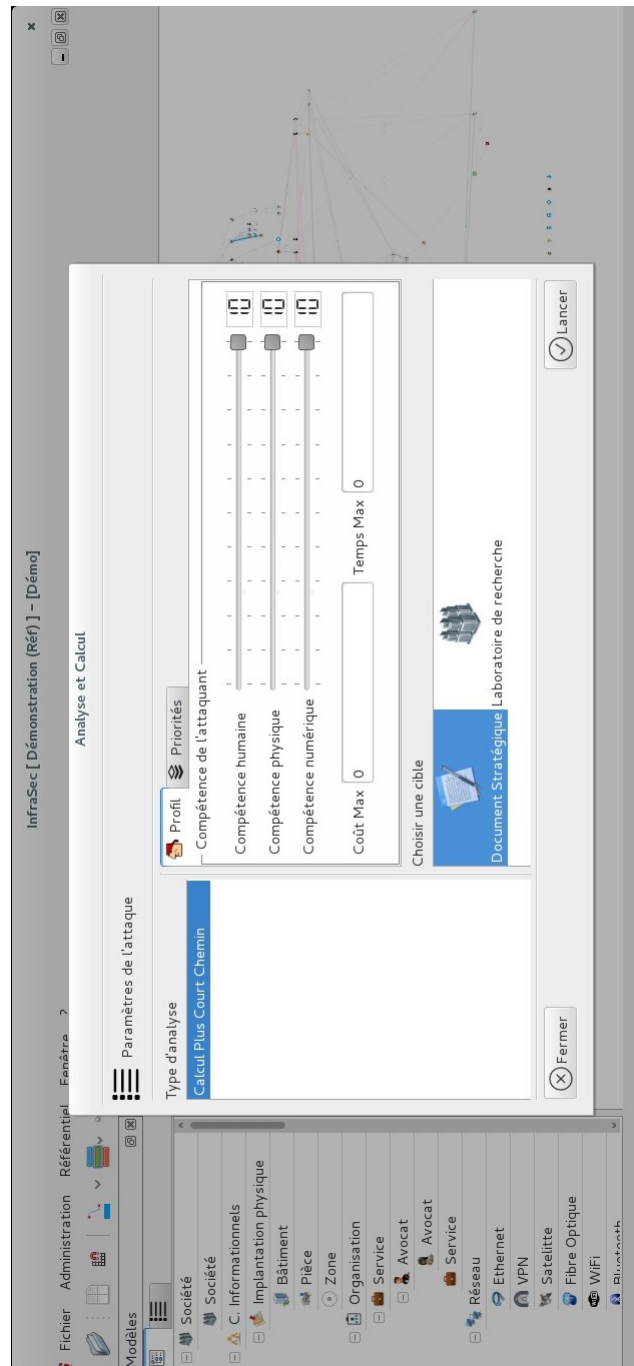 InfraSec [ Démonstration (Réf) ] - [Démo]
Fichier Administration Référentiel Fenêtre ?
Modèles
Société
Société
C. Informationnels
Implantation physique
Bâtiment
Pièce
Zone
Organisation
Service
Avocat
Avocat
Service
Réseau
Ethernet
VPN
Satelitte
Fibre Optique
WiFi
Bluetooth
Analyse et Calcul
Paramètres de l'attaque
Type d'analyse
Calcul Plus Court Chemin
Profil Priorités
Compétence de l'attaquant
Compétence humaine
Compétence physique
Compétence numérique
Coût Max 0 Temps Max 0
Choisir une cible
Document Stratégique Laboratoire de recherche
Fermer Lancer